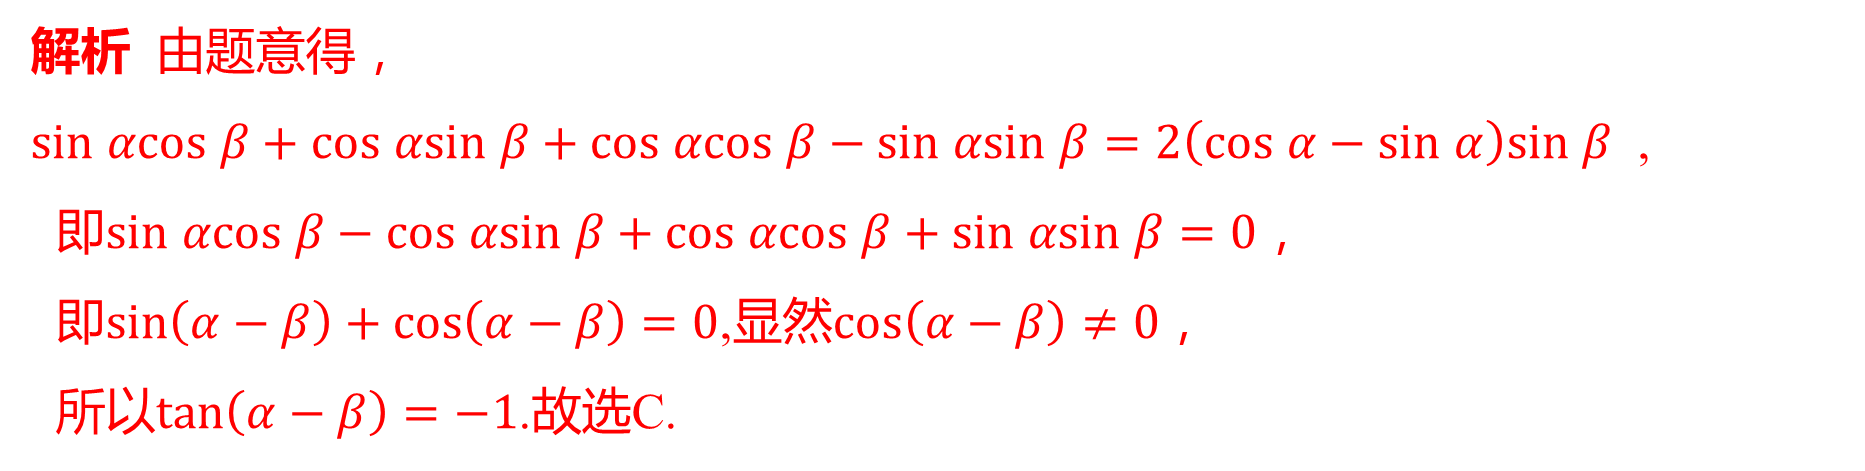 解析 由题意得，
sin αcos β + cos αsin β + cos αcos β − sin αsin β = 2(cos α − sin α)sin β ,
即sin αcos β − cos αsin β + cos αcos β + sin αsin β = 0，
即sin(α − β) + cos(α − β) = 0,显然cos(α − β) ≠ 0，
所以tan(α − β) = −1.故选C.